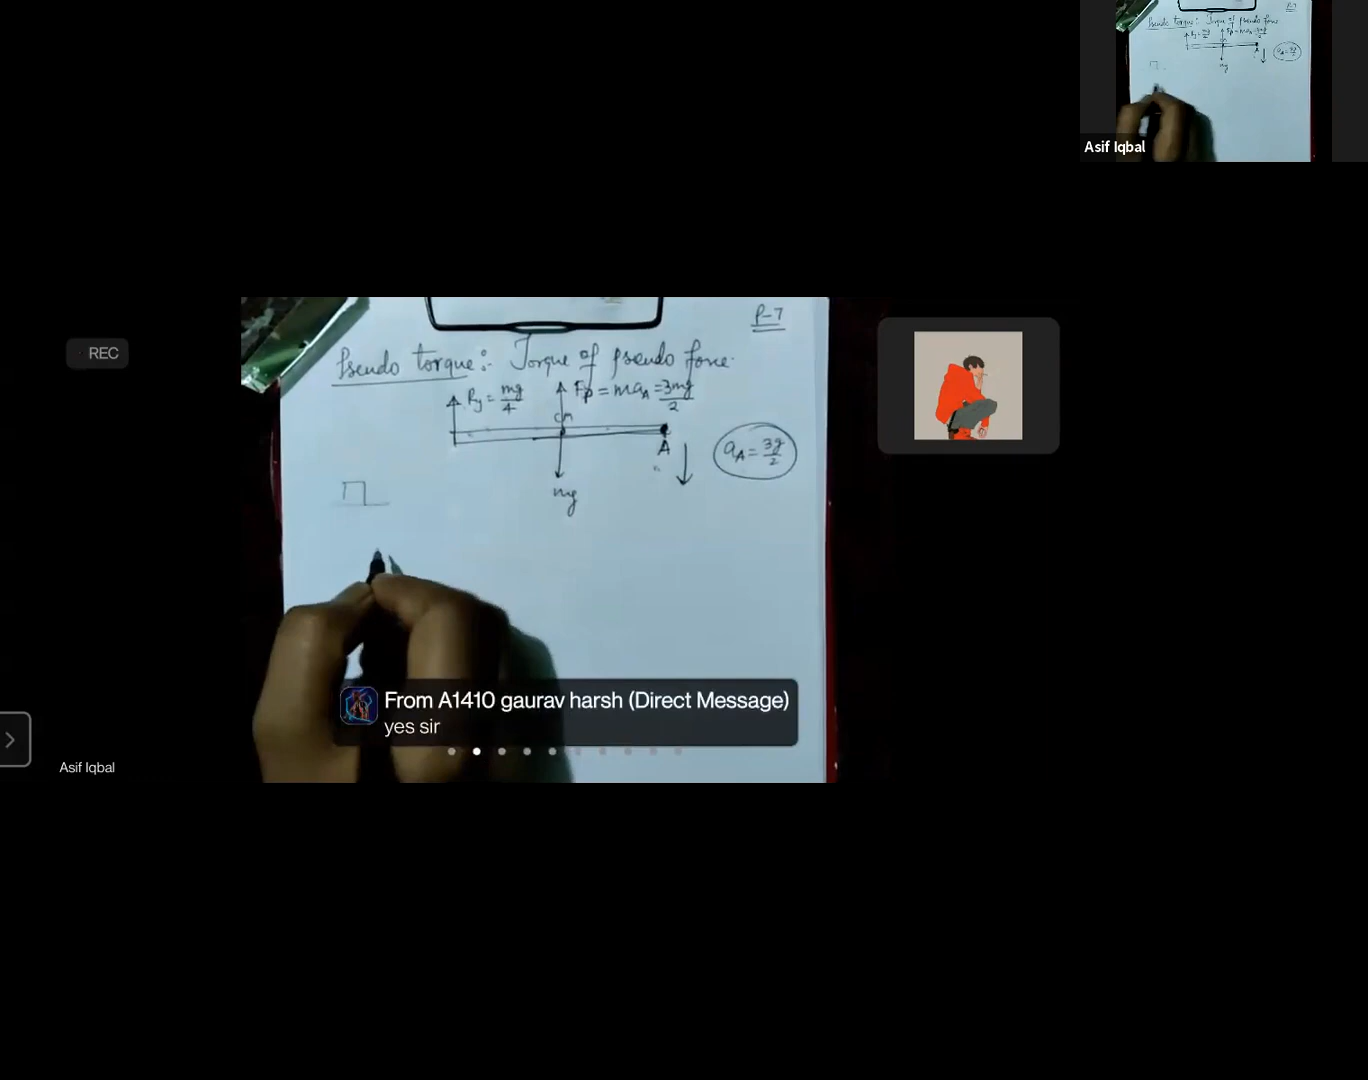 Asif Iqbal
REC
P-7
Pseudo torque :- Torque of pseudo force.
Ry = mg/4
Fp = maA = 3mg/2
cm
A
aA = 3g/2
mg
From A1410 gaurav harsh (Direct Message)
yes sir
Asif Iqbal